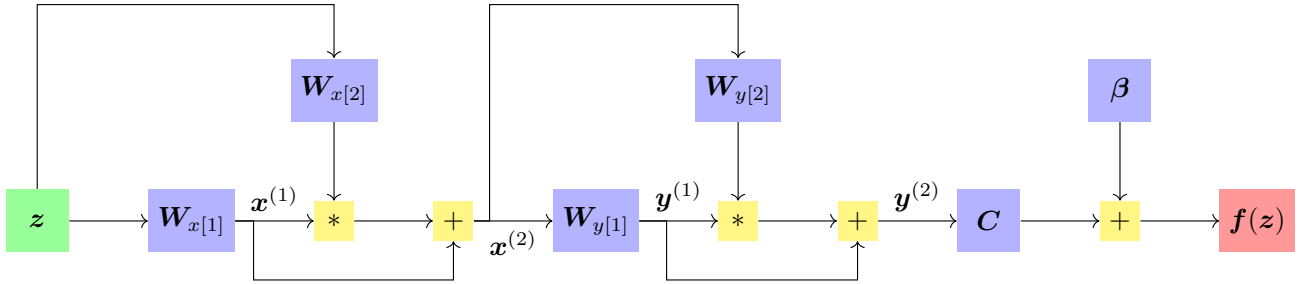 W_{x[2]} W_{y[2]} β
z W_{x[1]} x^{(1)} * + x^{(2)} W_{y[1]} y^{(1)} * + y^{(2)} C + f(z)